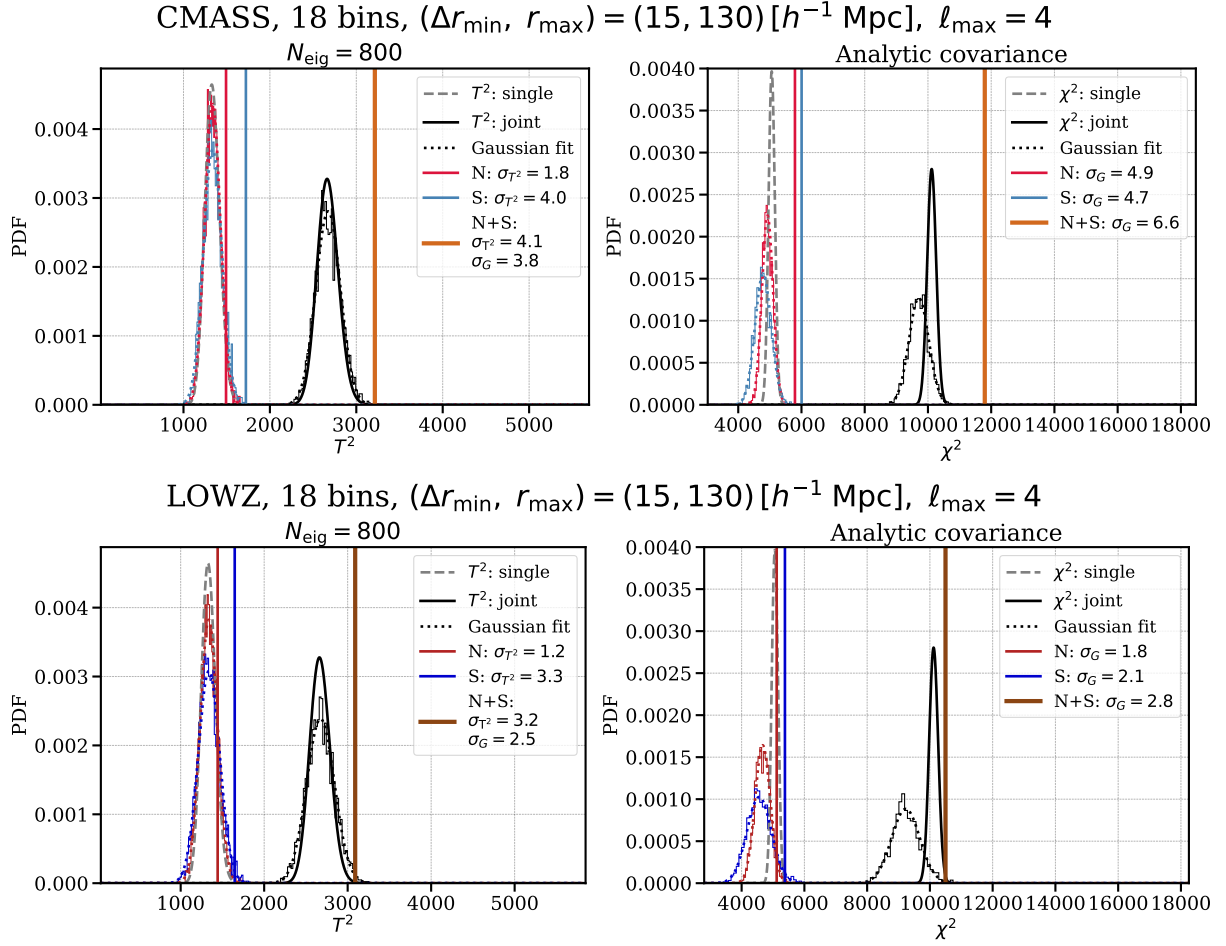 CMASS, 18 bins, (Δr_min, r_max) = (15, 130) [h⁻¹ Mpc], ℓ_max = 4
N_eig = 800
PDF
0.004
0.003
0.002
0.001
0.000
1000 2000 3000 4000 5000
T²
T²: single
T²: joint
Gaussian fit
N: σ_T² = 1.8
S: σ_T² = 4.0
N+S:
σ_T² = 4.1
σ_G = 3.8
Analytic covariance
PDF
0.0040
0.0035
0.0030
0.0025
0.0020
0.0015
0.0010
0.0005
0.0000
4000 6000 8000 10000 12000 14000 16000 18000
χ²
χ²: single
χ²: joint
Gaussian fit
N: σ_G = 4.9
S: σ_G = 4.7
N+S: σ_G = 6.6
LOWZ, 18 bins, (Δr_min, r_max) = (15, 130) [h⁻¹ Mpc], ℓ_max = 4
N_eig = 800
PDF
0.004
0.003
0.002
0.001
0.000
1000 2000 3000 4000 5000
T²
T²: single
T²: joint
Gaussian fit
N: σ_T² = 1.2
S: σ_T² = 3.3
N+S:
σ_T² = 3.2
σ_G = 2.5
Analytic covariance
PDF
0.0040
0.0035
0.0030
0.0025
0.0020
0.0015
0.0010
0.0005
0.0000
4000 6000 8000 10000 12000 14000 16000 18000
χ²
χ²: single
χ²: joint
Gaussian fit
N: σ_G = 1.8
S: σ_G = 2.1
N+S: σ_G = 2.8